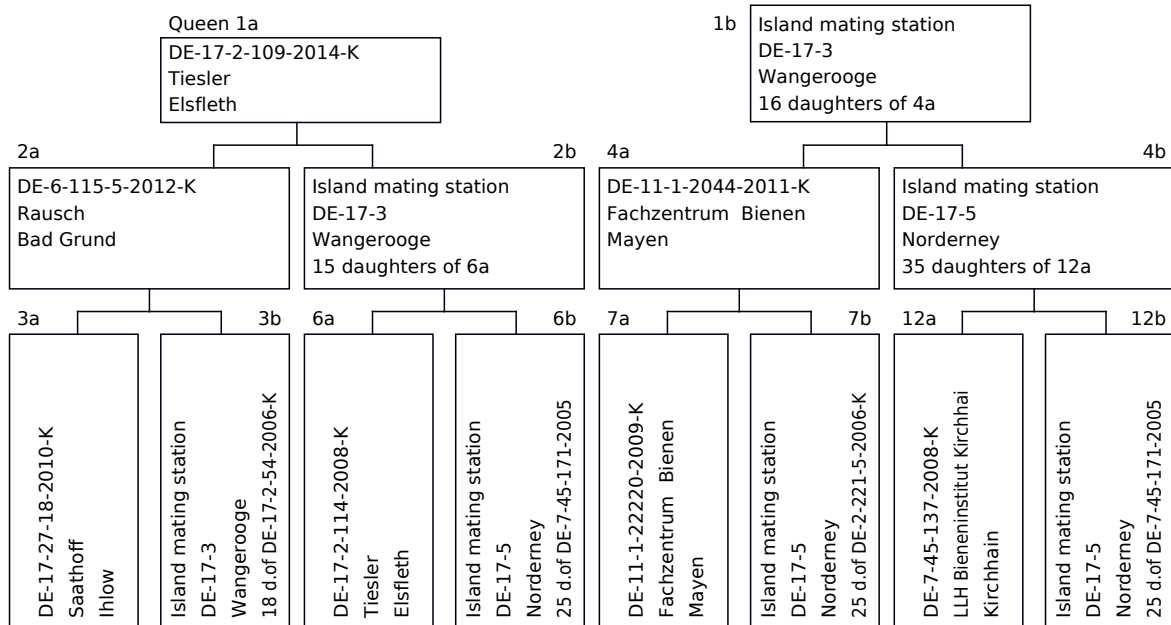 Queen 1a
DE-17-2-109-2014-K
Tiesler
Elsfleth
1b
Island mating station
DE-17-3
Wangerooge
16 daughters of 4a
2a
DE-6-115-5-2012-K
Rausch
Bad Grund
2b
Island mating station
DE-17-3
Wangerooge
15 daughters of 6a
4a
DE-11-1-2044-2011-K
Fachzentrum Bienen
Mayen
4b
Island mating station
DE-17-5
Norderney
35 daughters of 12a
3a
DE-17-27-18-2010-K
Saathoff
Ihlow
3b
Island mating station
DE-17-3
Wangerooge
18 d.of DE-17-2-54-2006-K
6a
DE-17-2-114-2008-K
Tiesler
Elsfleth
6b
Island mating station
DE-17-5
Norderney
25 d.of DE-7-45-171-2005
7a
DE-11-1-22220-2009-K
Fachzentrum Bienen
Mayen
7b
Island mating station
DE-17-5
Norderney
25 d.of DE-2-221-5-2006-K
12a
DE-7-45-137-2008-K
LLH Bieneninstitut Kirchhai
Kirchhain
12b
Island mating station
DE-17-5
Norderney
25 d.of DE-7-45-171-2005